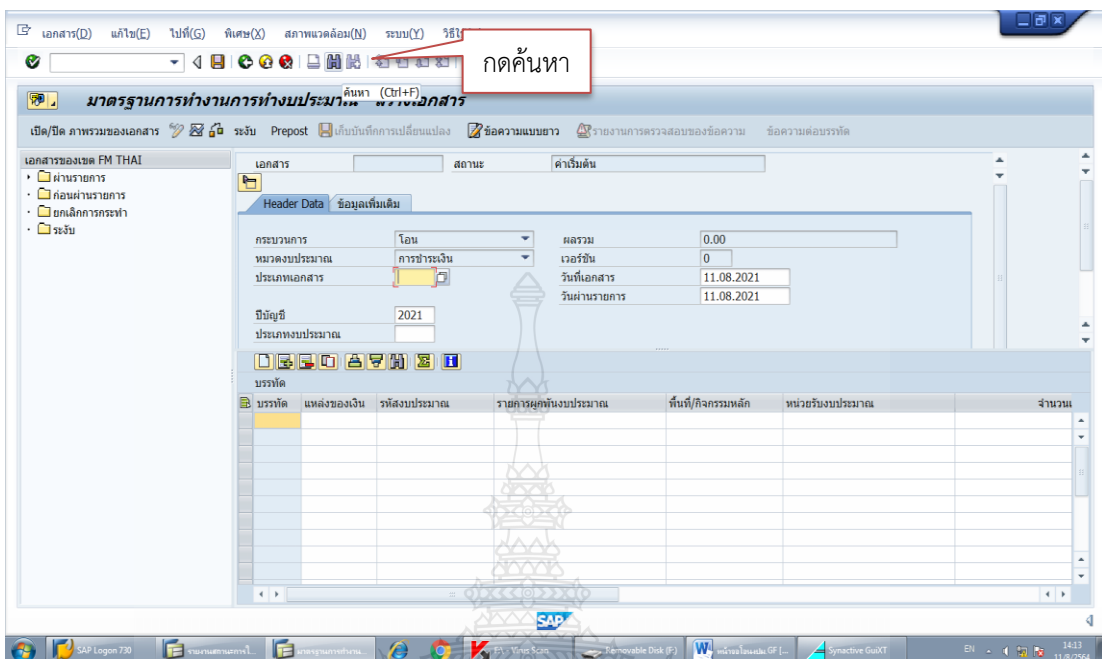 เอกสาร(D) แก้ไข(E) ไปที่(G) พิเศษ(X) สภาพแวดล้อม(N) ระบบ(Y)
กดค้นหา
ค้นหา (Ctrl+F)
มาตรฐานการทำงานการทำงบประมาณ สร้างเอกสาร
เปิด/ปิด ภาพรวมของเอกสาร ระงับ Prepost เก็บบันทึกการเปลี่ยนแปลง ข้อความแบบยาว รายงานการตรวจสอบของข้อความ ข้อความต่อบรรทัด
เอกสารของเขต FM THAI
ผ่านรายการ
ก่อนผ่านรายการ
ยกเลิกการกระทำ
ระงับ
เอกสาร สถานะ ค่าเริ่มต้น
Header Data ข้อมูลเพิ่มเติม
กระบวนการ โอน ผลรวม 0.00
หมวดงบประมาณ การชำระเงิน เวอร์ชัน 0
ประเภทเอกสาร วันที่เอกสาร 11.08.2021
วันผ่านรายการ 11.08.2021
ปีบัญชี 2021
ประเภทงบประมาณ
บรรทัด
บรรทัด แหล่งของเงิน รหัสงบประมาณ รายการผูกพันงบประมาณ พื้นที่/กิจกรรมหลัก หน่วยรับงบประมาณ จำนวนเ
SAP
SAP Logon 730 Removable Disk (F:) Synactive GuiXT EN 14:13
11/8/2564